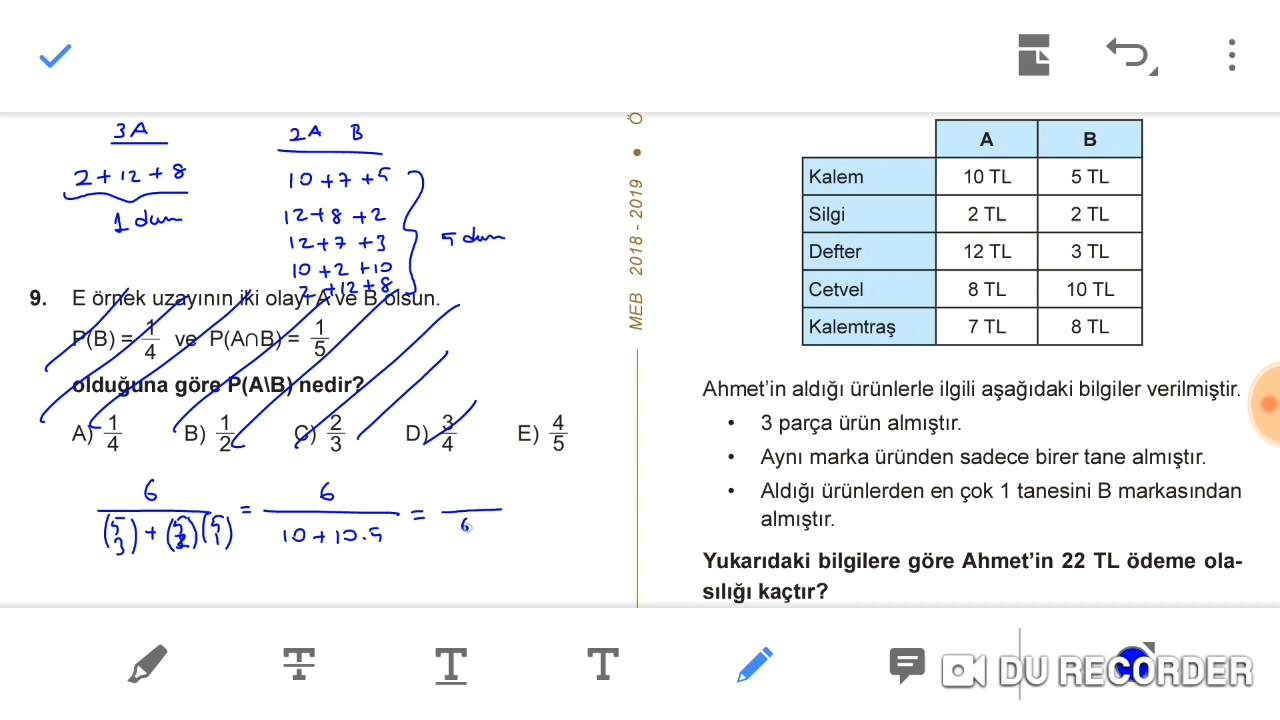 3A
2 + 12 + 8
1 dum
2A B
10 + 7 + 5
12 + 8 + 2
12 + 7 + 3
10 + 2 + 10
2 + 12 + 8
5 dum
9. E örnek uzayının iki olayı A ve B olsun.
P(B) = 1/4 ve P(A∩B) = 1/5
olduğuna göre P(A\B) nedir?
A) 1/4 B) 1/2 C) 2/3 D) 3/4 E) 4/5
6/((5 3) + (5 2)(5 1)) = 6/(10 + 10.5) = /6
MEB 2018 - 2019 • Ö
A B
Kalem 10 TL 5 TL
Silgi 2 TL 2 TL
Defter 12 TL 3 TL
Cetvel 8 TL 10 TL
Kalemtraş 7 TL 8 TL
Ahmet'in aldığı ürünlerle ilgili aşağıdaki bilgiler verilmiştir.
• 3 parça ürün almıştır.
• Aynı marka üründen sadece birer tane almıştır.
• Aldığı ürünlerden en çok 1 tanesini B markasından
almıştır.
Yukarıdaki bilgilere göre Ahmet'in 22 TL ödeme ola-
sılığı kaçtır?
T T T
DU RECORDER